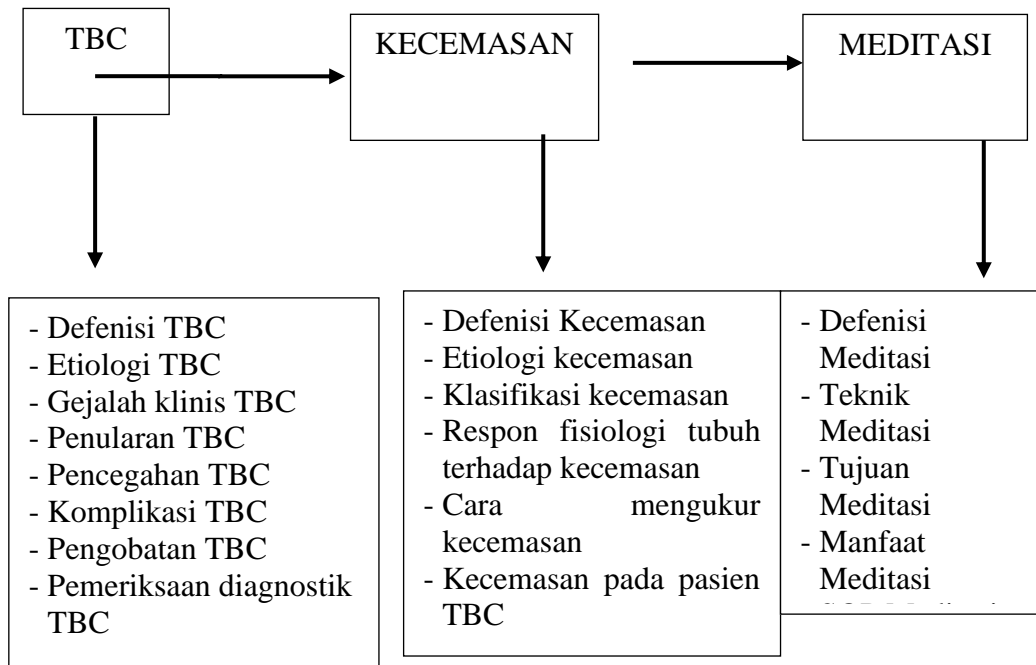 TBC
KECEMASAN
MEDITASI
- Defenisi TBC
- Etiologi TBC
- Gejalah klinis TBC
- Penularan TBC
- Pencegahan TBC
- Komplikasi TBC
- Pengobatan TBC
- Pemeriksaan diagnostik
TBC
- Defenisi Kecemasan
- Etiologi kecemasan
- Klasifikasi kecemasan
- Respon fisiologi tubuh
terhadap kecemasan
- Cara mengukur
kecemasan
- Kecemasan pada pasien
TBC
- Defenisi
Meditasi
- Teknik
Meditasi
- Tujuan
Meditasi
- Manfaat
Meditasi